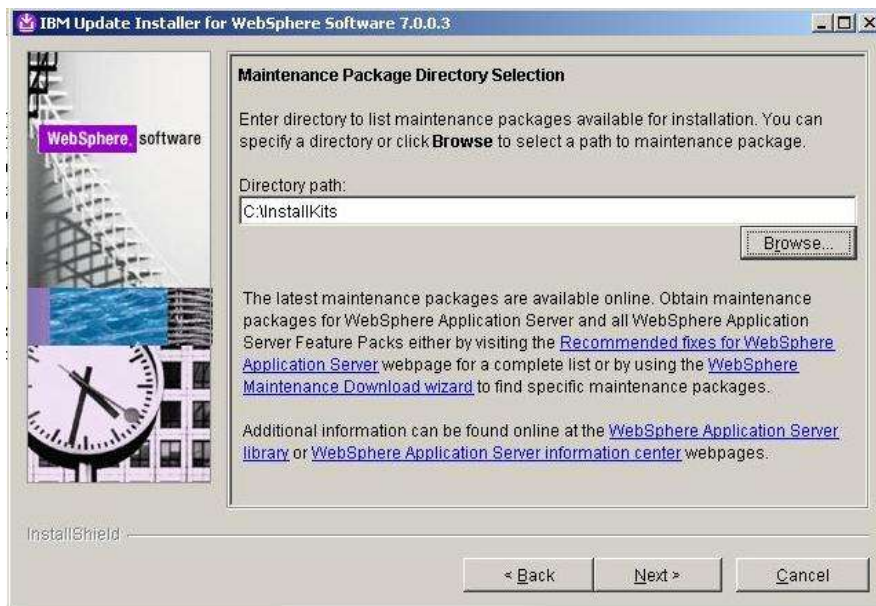 IBM Update Installer for WebSphere Software 7.0.0.3
WebSphere. software
Maintenance Package Directory Selection
Enter directory to list maintenance packages available for installation. You can
specify a directory or click Browse to select a path to maintenance package.
Directory path:
C:\InstallKits
Browse...
The latest maintenance packages are available online. Obtain maintenance
packages for WebSphere Application Server and all WebSphere Application
Server Feature Packs either by visiting the Recommended fixes for WebSphere
Application Server webpage for a complete list or by using the WebSphere
Maintenance Download wizard to find specific maintenance packages.
Additional information can be found online at the WebSphere Application Server
library or WebSphere Application Server information center webpages.
InstallShield
< Back
Next >
Cancel